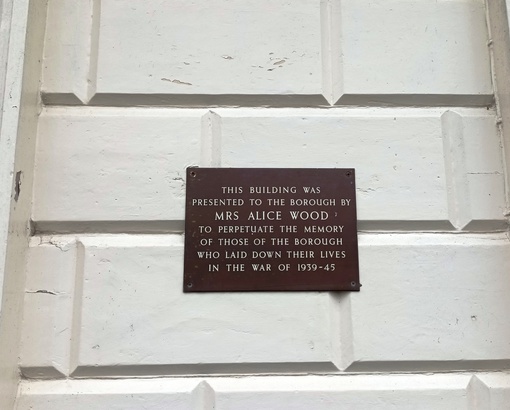 THIS BUILDING WAS
PRESENTED TO THE BOROUGH BY
MRS ALICE WOOD
TO PERPETUATE THE MEMORY
OF THOSE OF THE BOROUGH
WHO LAID DOWN THEIR LIVES
IN THE WAR OF 1939-45